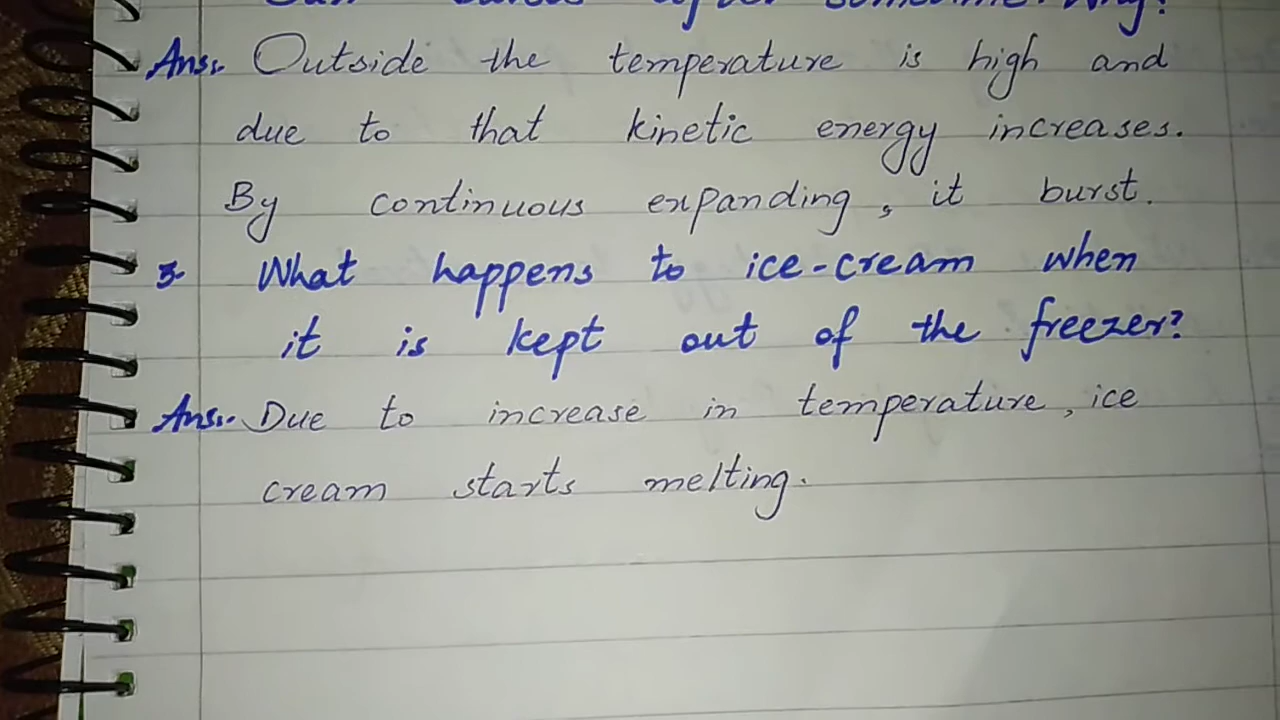 Ans:- Outside the temperature is high and
due to that kinetic energy increases.
By continuous expanding, it burst.
3- What happens to ice-cream when
it is kept out of the freezer?
Ans:- Due to increase in temperature, ice
cream starts melting.